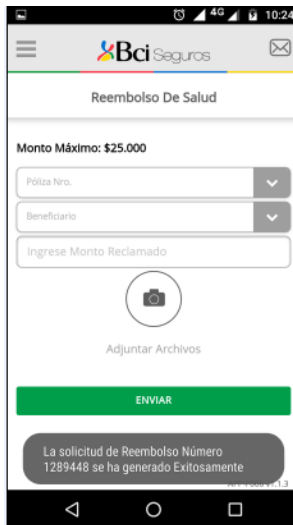 4G 10:24
Bci Seguros
Reembolso De Salud
Monto Máximo: $25.000
Póliza Nro.
Beneficiario
Ingrese Monto Reclamado
Adjuntar Archivos
ENVIAR
La solicitud de Reembolso Número
1289448 se ha generado Exitosamente